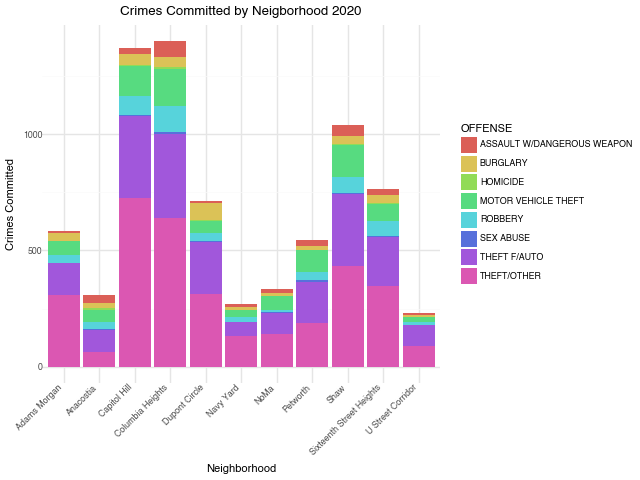 Crimes Committed by Neigborhood 2020
Crimes Committed
1000
500
0
Adams Morgan
Anacostia
Capitol Hill
Columbia Heights
Dupont Circle
Navy Yard
NoMa
Petworth
Shaw
Sixteenth Street Heights
U Street Corridor
Neighborhood
OFFENSE
ASSAULT W/DANGEROUS WEAPON
BURGLARY
HOMICIDE
MOTOR VEHICLE THEFT
ROBBERY
SEX ABUSE
THEFT F/AUTO
THEFT/OTHER